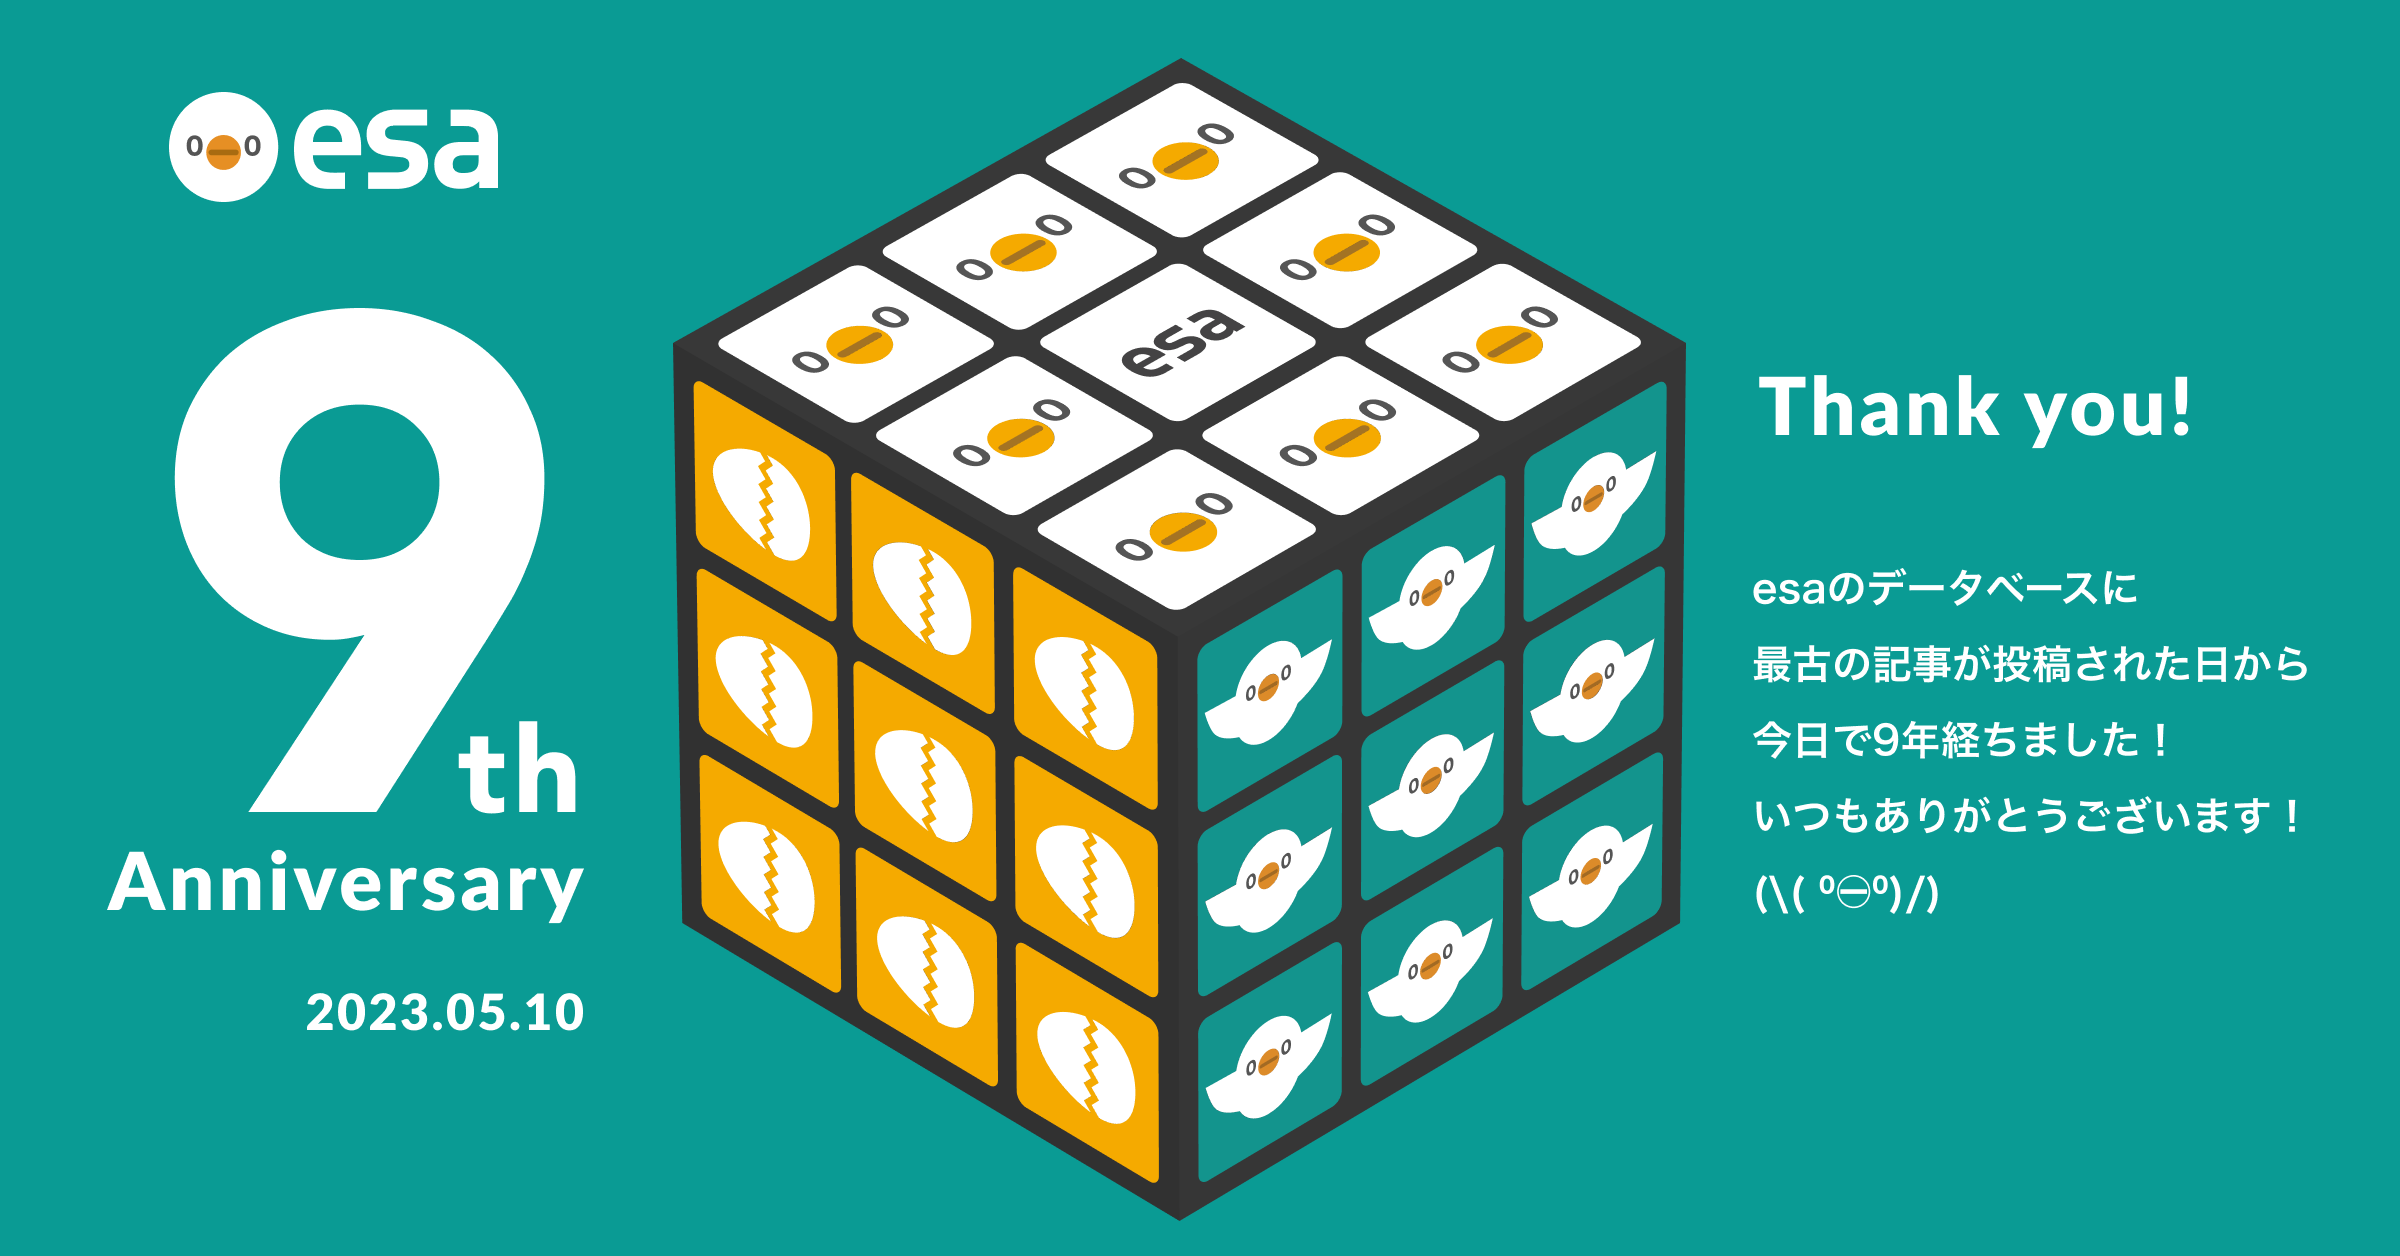 esa
9th
Anniversary
2023.05.10
esa
Thank you!
esaのデータベースに
最古の記事が投稿された日から
今日で9年経ちました！
いつもありがとうございます！
(\( ⁰⊖⁰)/)